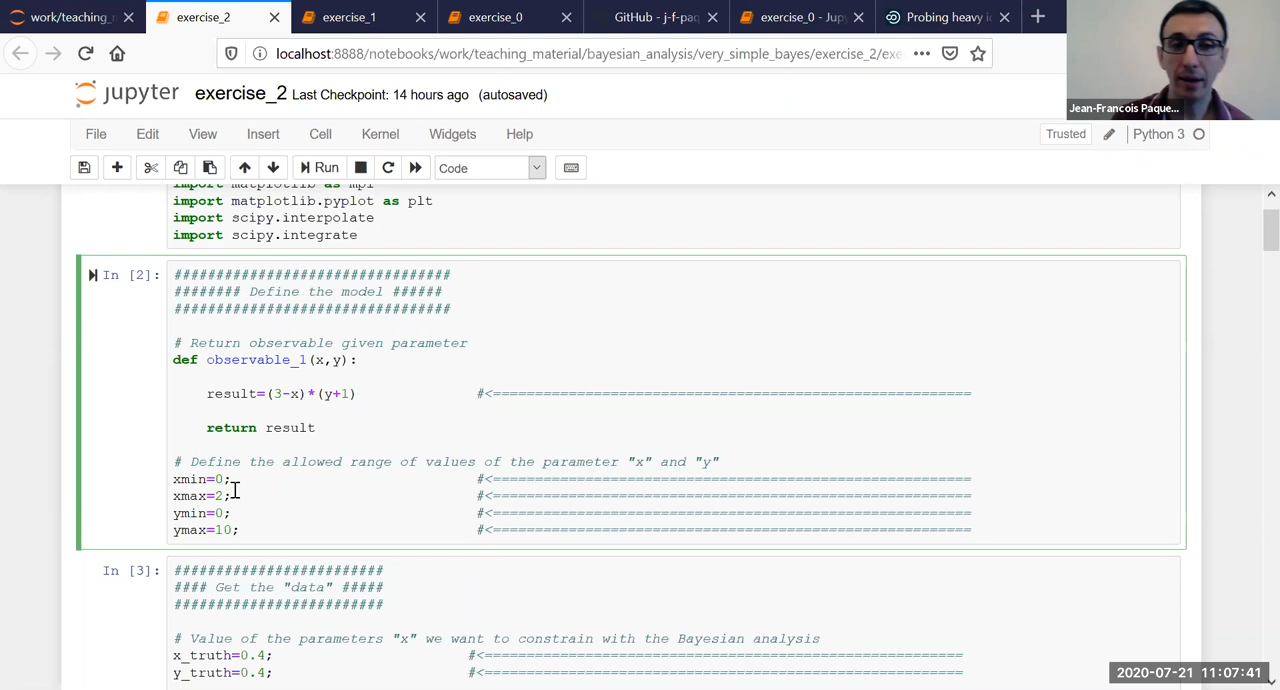 work/teaching_r
exercise_2
exercise_1
exercise_0
GitHub - j-f-paq
exercise_0 - Jup
Probing heavy i
localhost:8888/notebooks/work/teaching_material/bayesian_analysis/very_simple_bayes/exercise_2/exe
Jean-Francois Paque...
jupyter exercise_2 Last Checkpoint: 14 hours ago (autosaved)
File Edit View Insert Cell Kernel Widgets Help
Trusted
Python 3
Run
Code
import matplotlib as mpl
import matplotlib.pyplot as plt
import scipy.interpolate
import scipy.integrate
In [2]:
################################
######## Define the model ######
################################
# Return observable given parameter
def observable_1(x,y):
result=(3-x)*(y+1) #<========================================================
return result
# Define the allowed range of values of the parameter "x" and "y"
xmin=0; #<========================================================
xmax=2; #<========================================================
ymin=0; #<========================================================
ymax=10; #<========================================================
In [3]:
########################
#### Get the "data" #####
########################
# Value of the parameters "x" we want to constrain with the Bayesian analysis
x_truth=0.4; #<========================================================
y_truth=0.4; #<========================================================
2020-07-21 11:07:41